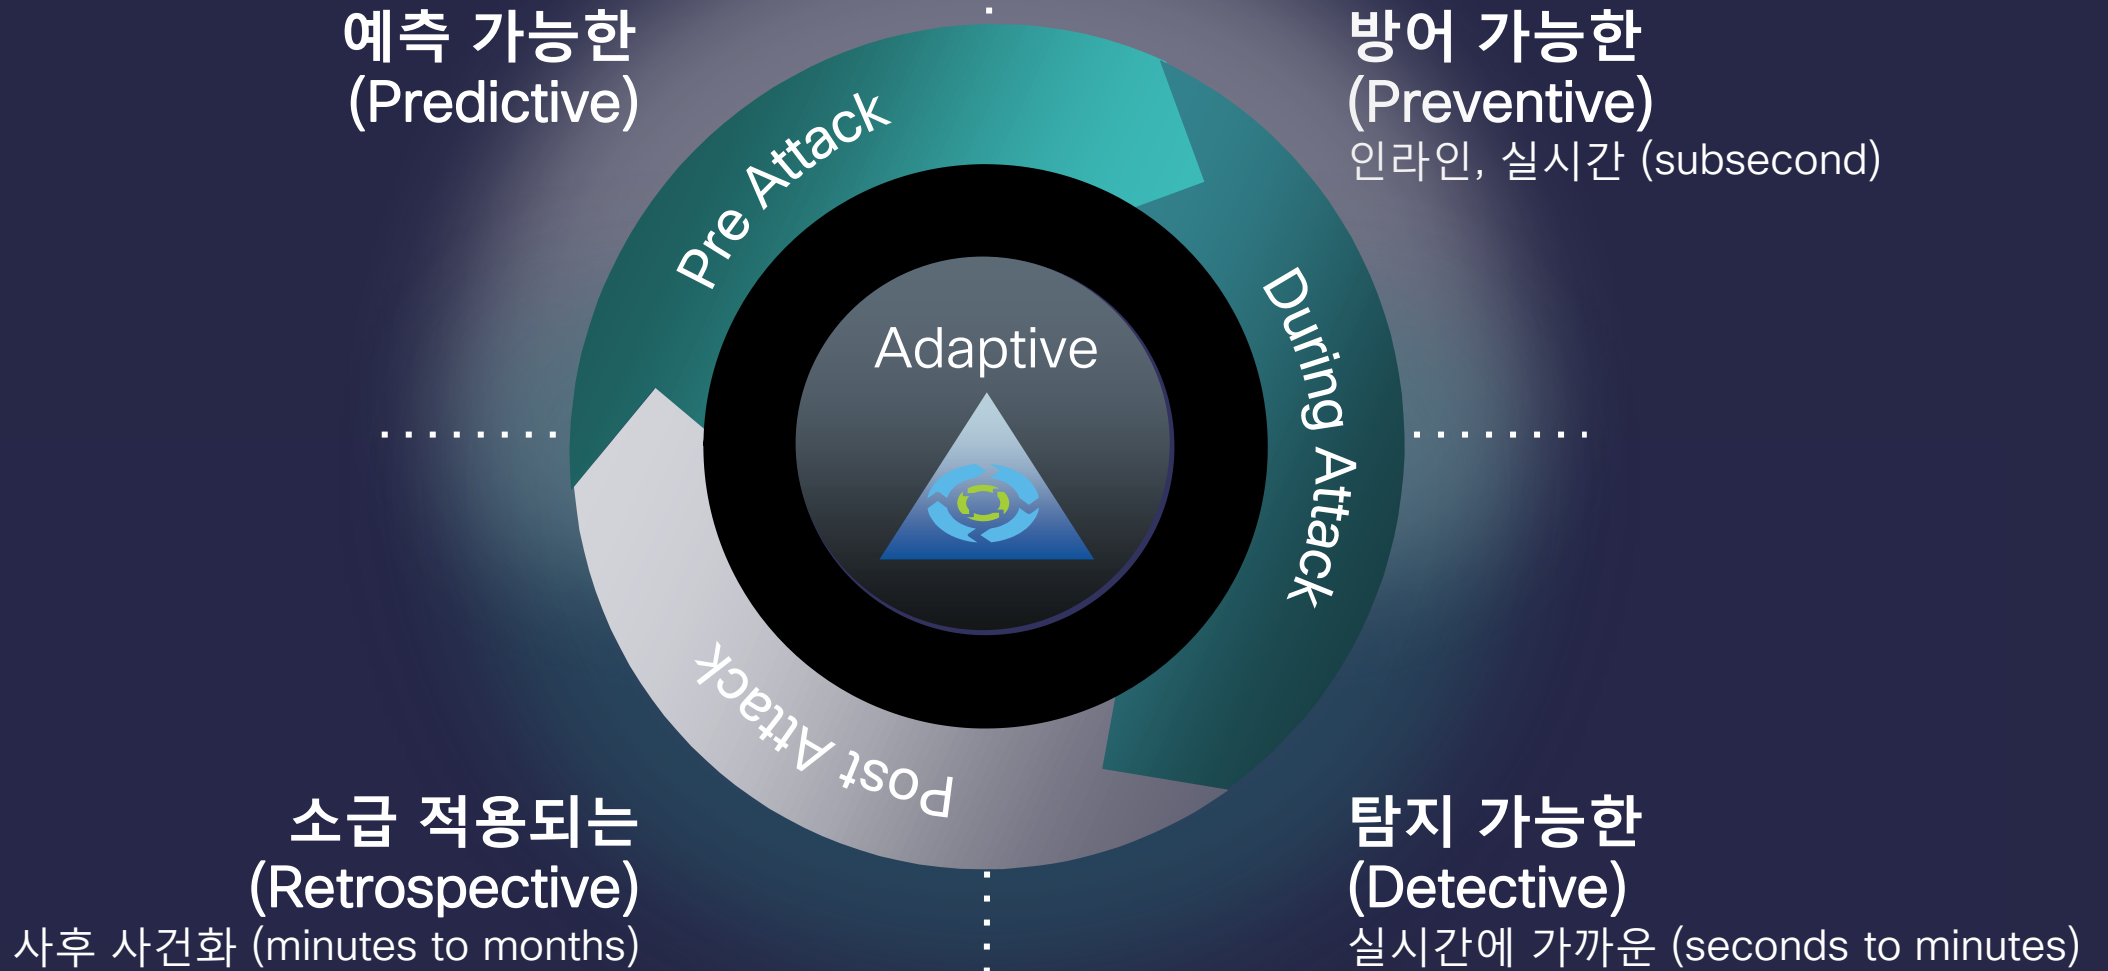 예측 가능한
(Predictive)
방어 가능한
(Preventive)
인라인, 실시간 (subsecond)
Pre Attack
During Attack
Adaptive
Post Attack
소급 적용되는
(Retrospective)
사후 사건화 (minutes to months)
탐지 가능한
(Detective)
실시간에 가까운 (seconds to minutes)